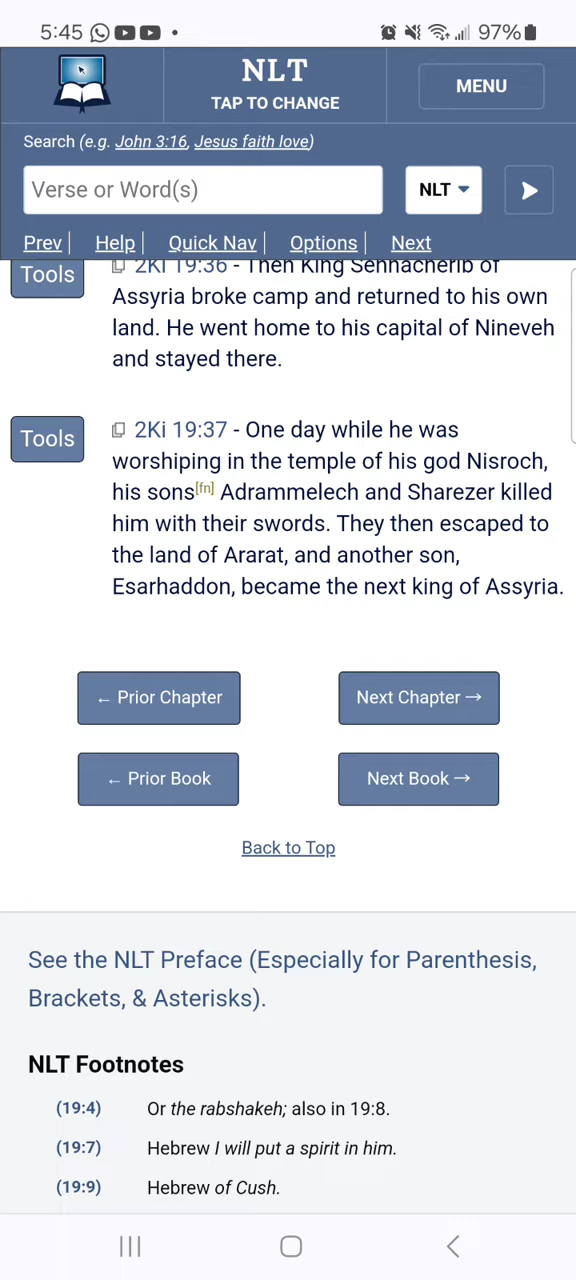 5:45 97%
NLT
TAP TO CHANGE
MENU
Search (e.g. John 3:16, Jesus faith love)
Verse or Word(s)
NLT
Prev | Help | Quick Nav | Options | Next
Tools
2Ki 19:36 - Then King Sennacherib of
Assyria broke camp and returned to his own
land. He went home to his capital of Nineveh
and stayed there.
Tools
2Ki 19:37 - One day while he was
worshiping in the temple of his god Nisroch,
his sons[fn] Adrammelech and Sharezer killed
him with their swords. They then escaped to
the land of Ararat, and another son,
Esarhaddon, became the next king of Assyria.
← Prior Chapter
Next Chapter →
← Prior Book
Next Book →
Back to Top
See the NLT Preface (Especially for Parenthesis,
Brackets, & Asterisks).
NLT Footnotes
(19:4) Or the rabshakeh; also in 19:8.
(19:7) Hebrew I will put a spirit in him.
(19:9) Hebrew of Cush.